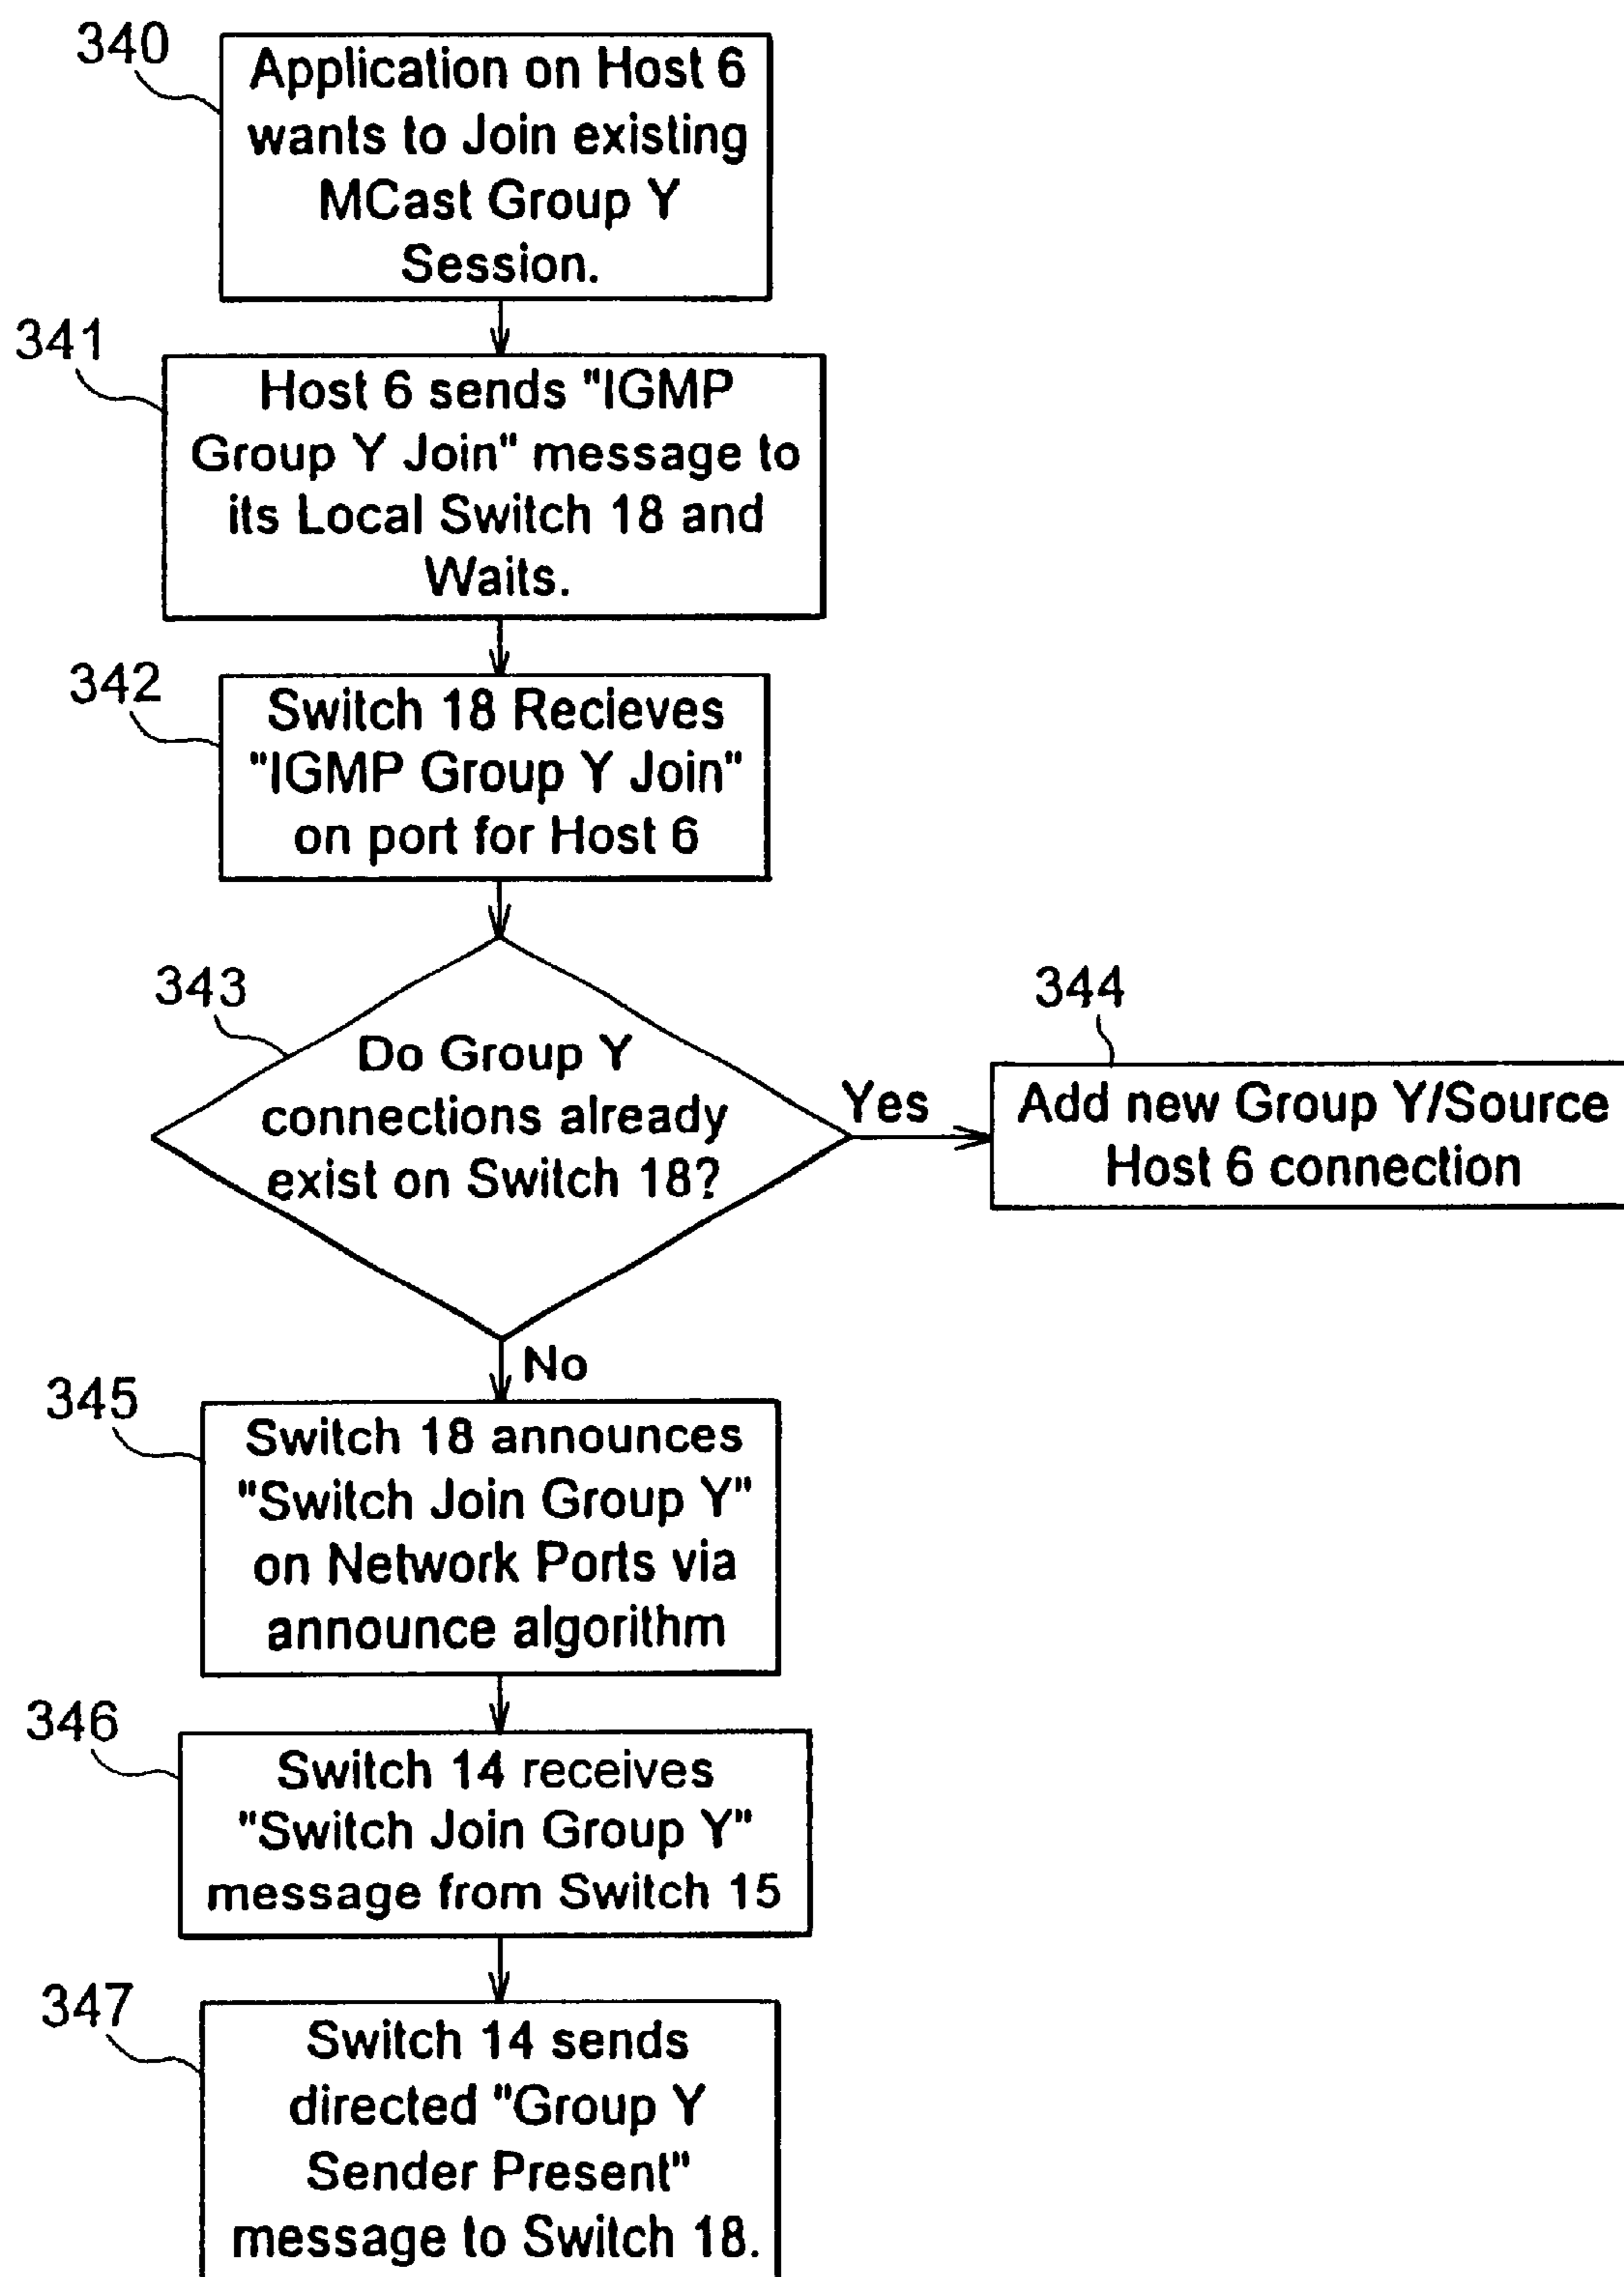 340
Application on Host 6
wants to Join existing
MCast Group Y
Session.
341
Host 6 sends "IGMP
Group Y Join" message to
its Local Switch 18 and
Waits.
342
Switch 18 Recieves
"IGMP Group Y Join"
on port for Host 6
343
Do Group Y
connections already
exist on Switch 18?
Yes
344
Add new Group Y/Source
Host 6 connection
No
345
Switch 18 announces
"Switch Join Group Y"
on Network Ports via
announce algorithm
346
Switch 14 receives
"Switch Join Group Y"
message from Switch 15
347
Switch 14 sends
directed "Group Y
Sender Present"
message to Switch 18.